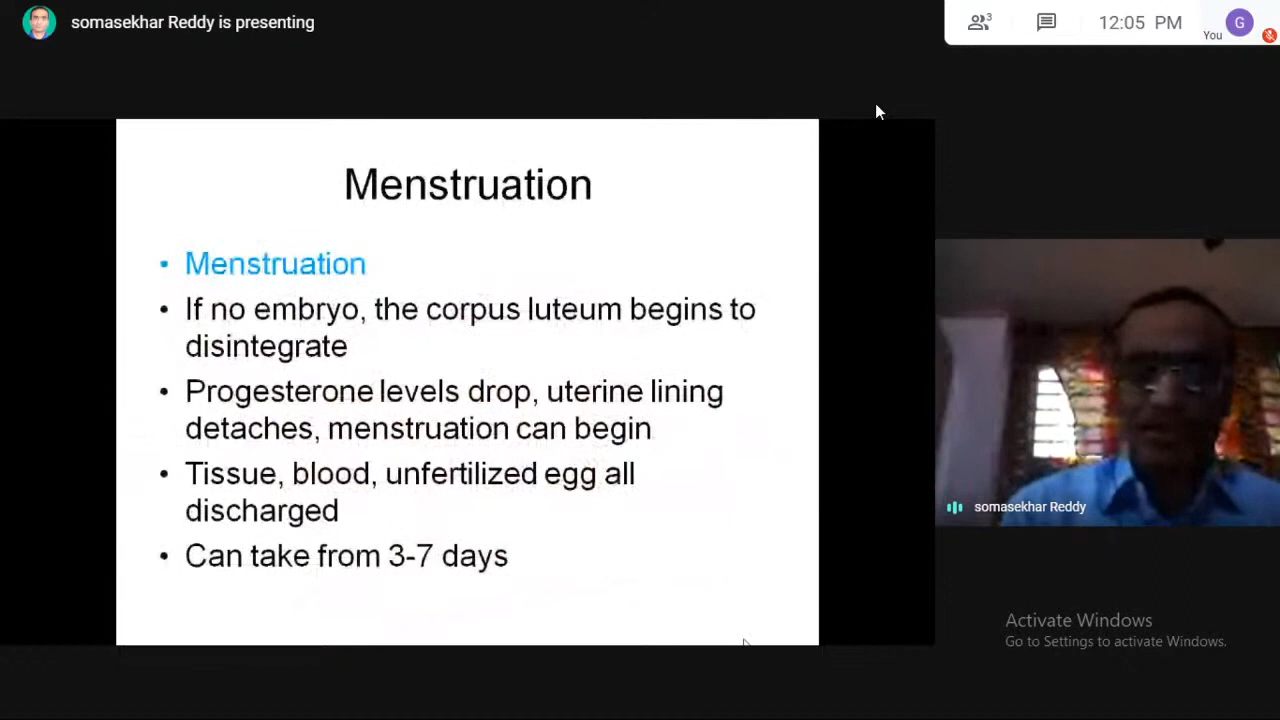 somasekhar Reddy is presenting
3
12:05 PM
You
G
Menstruation
• Menstruation
• If no embryo, the corpus luteum begins to
disintegrate
• Progesterone levels drop, uterine lining
detaches, menstruation can begin
• Tissue, blood, unfertilized egg all
discharged
• Can take from 3-7 days
somasekhar Reddy
Activate Windows
Go to Settings to activate Windows.